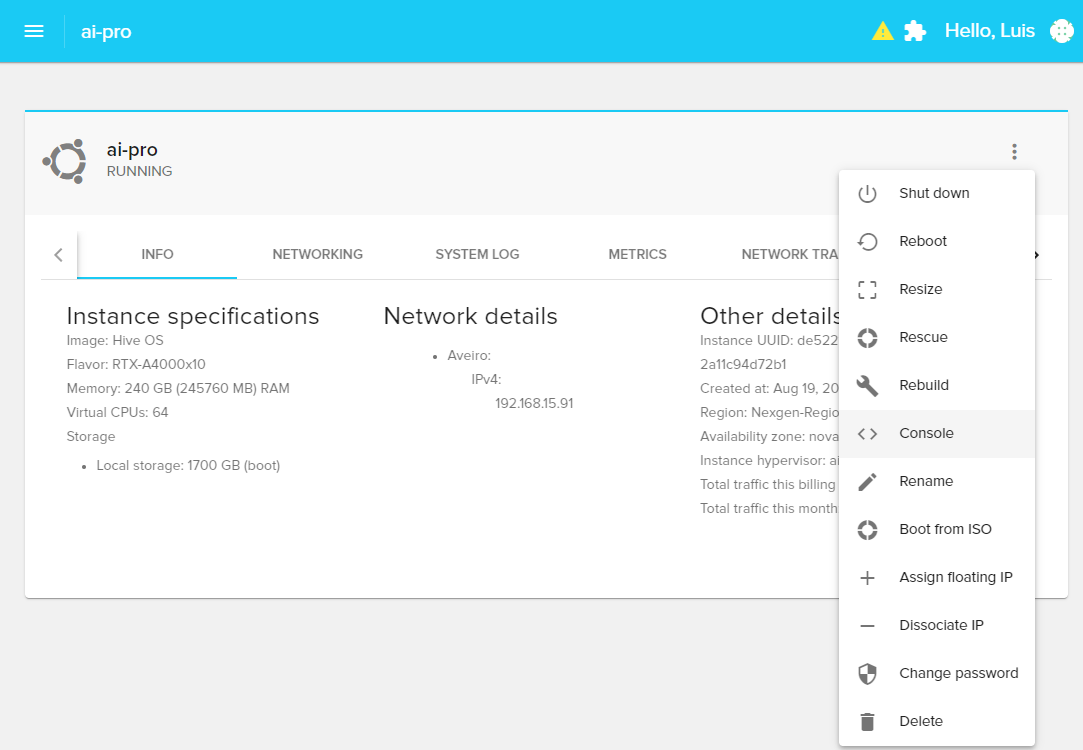 ai-pro
Hello, Luis
ai-pro
RUNNING
INFO
NETWORKING
SYSTEM LOG
METRICS
NETWORK TRA
Instance specifications
Image: Hive OS
Flavor: RTX-A4000x10
Memory: 240 GB (245760 MB) RAM
Virtual CPUs: 64
Storage
Local storage: 1700 GB (boot)
Network details
Aveiro:
IPv4:
192.168.15.91
Other details
Instance UUID: de522
2a11c94d72b1
Created at: Aug 19, 20
Region: Nexgen-Regio
Availability zone: nova
Instance hypervisor: ai
Total traffic this billing
Total traffic this month
Shut down
Reboot
Resize
Rescue
Rebuild
Console
Rename
Boot from ISO
Assign floating IP
Dissociate IP
Change password
Delete